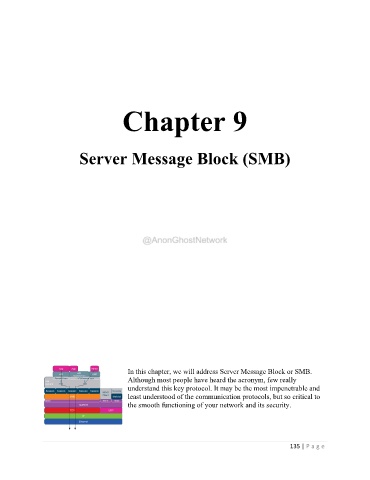 Chapter 9
Server Message Block (SMB)
@AnonGhostNetwork
In this chapter, we will address Server Message Block or SMB.
Although most people have heard the acronym, few really
understand this key protocol. It may be the most impenetrable and
least understood of the communication protocols, but so critical to
the smooth functioning of your network and its security.
135 | P a g e